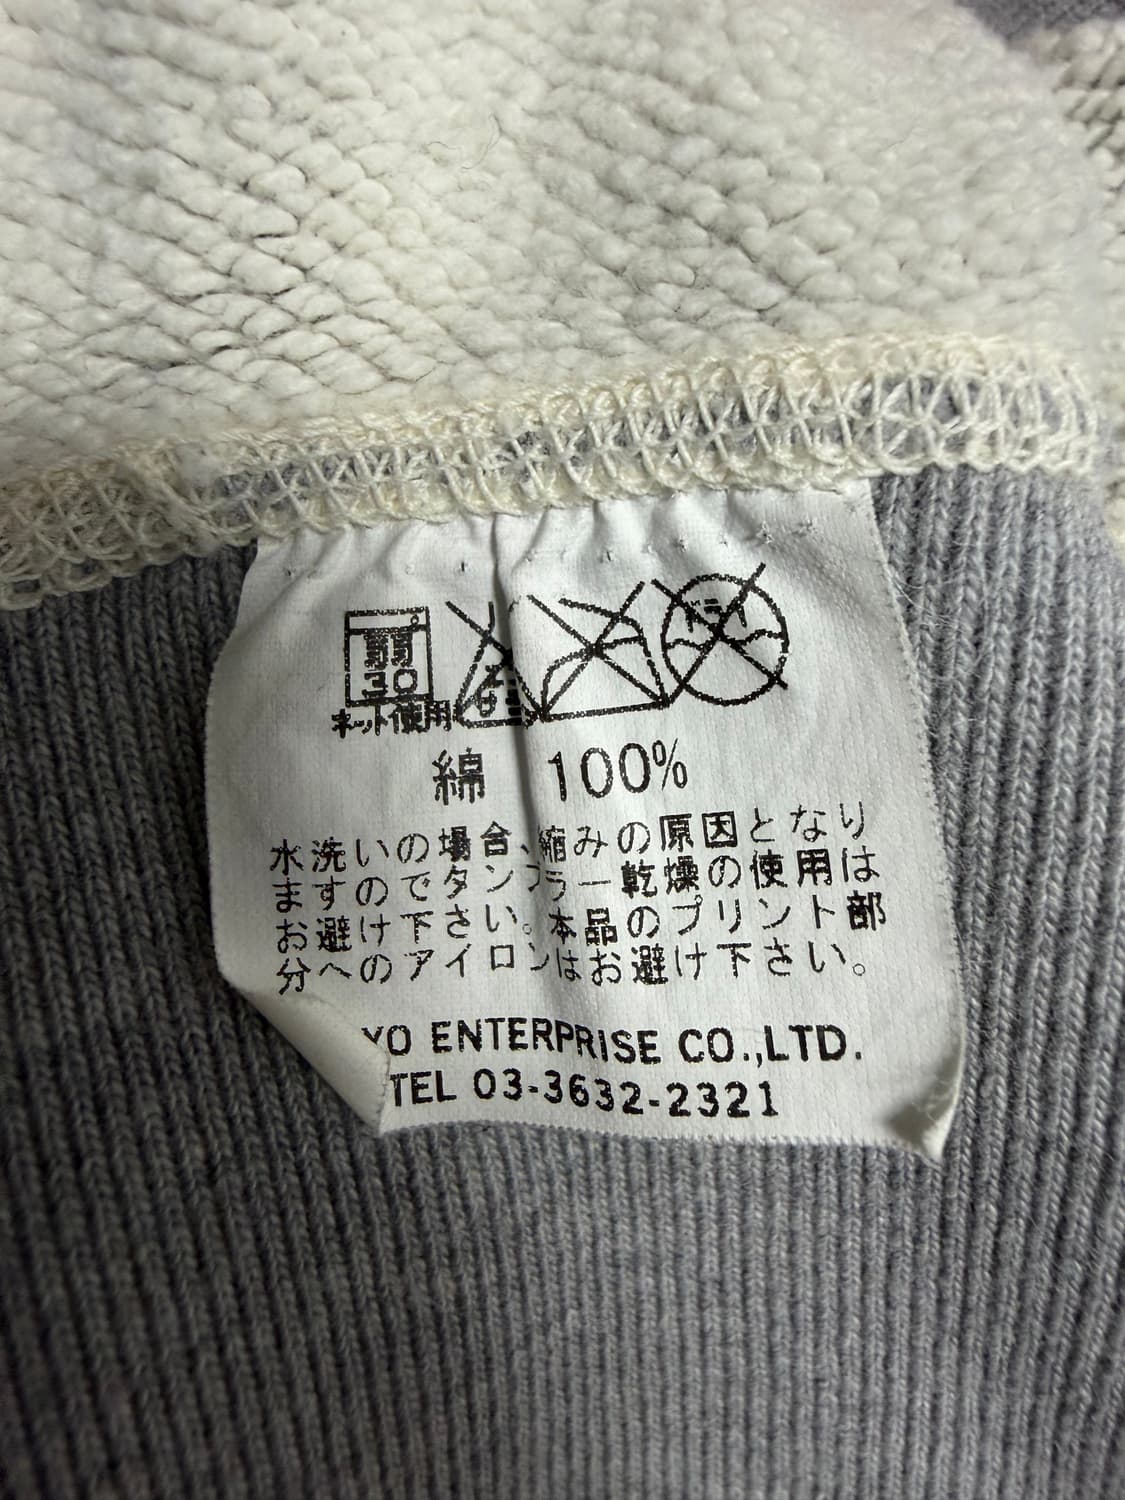 ネット使用
ドライ
綿 100%
水洗いの場合、縮みの原因となり
ますのでタンブラー乾燥の使用は
お避け下さい。本品のプリント部
分へのアイロンはお避け下さい。
YO ENTERPRISE CO.,LTD.
TEL 03-3632-2321